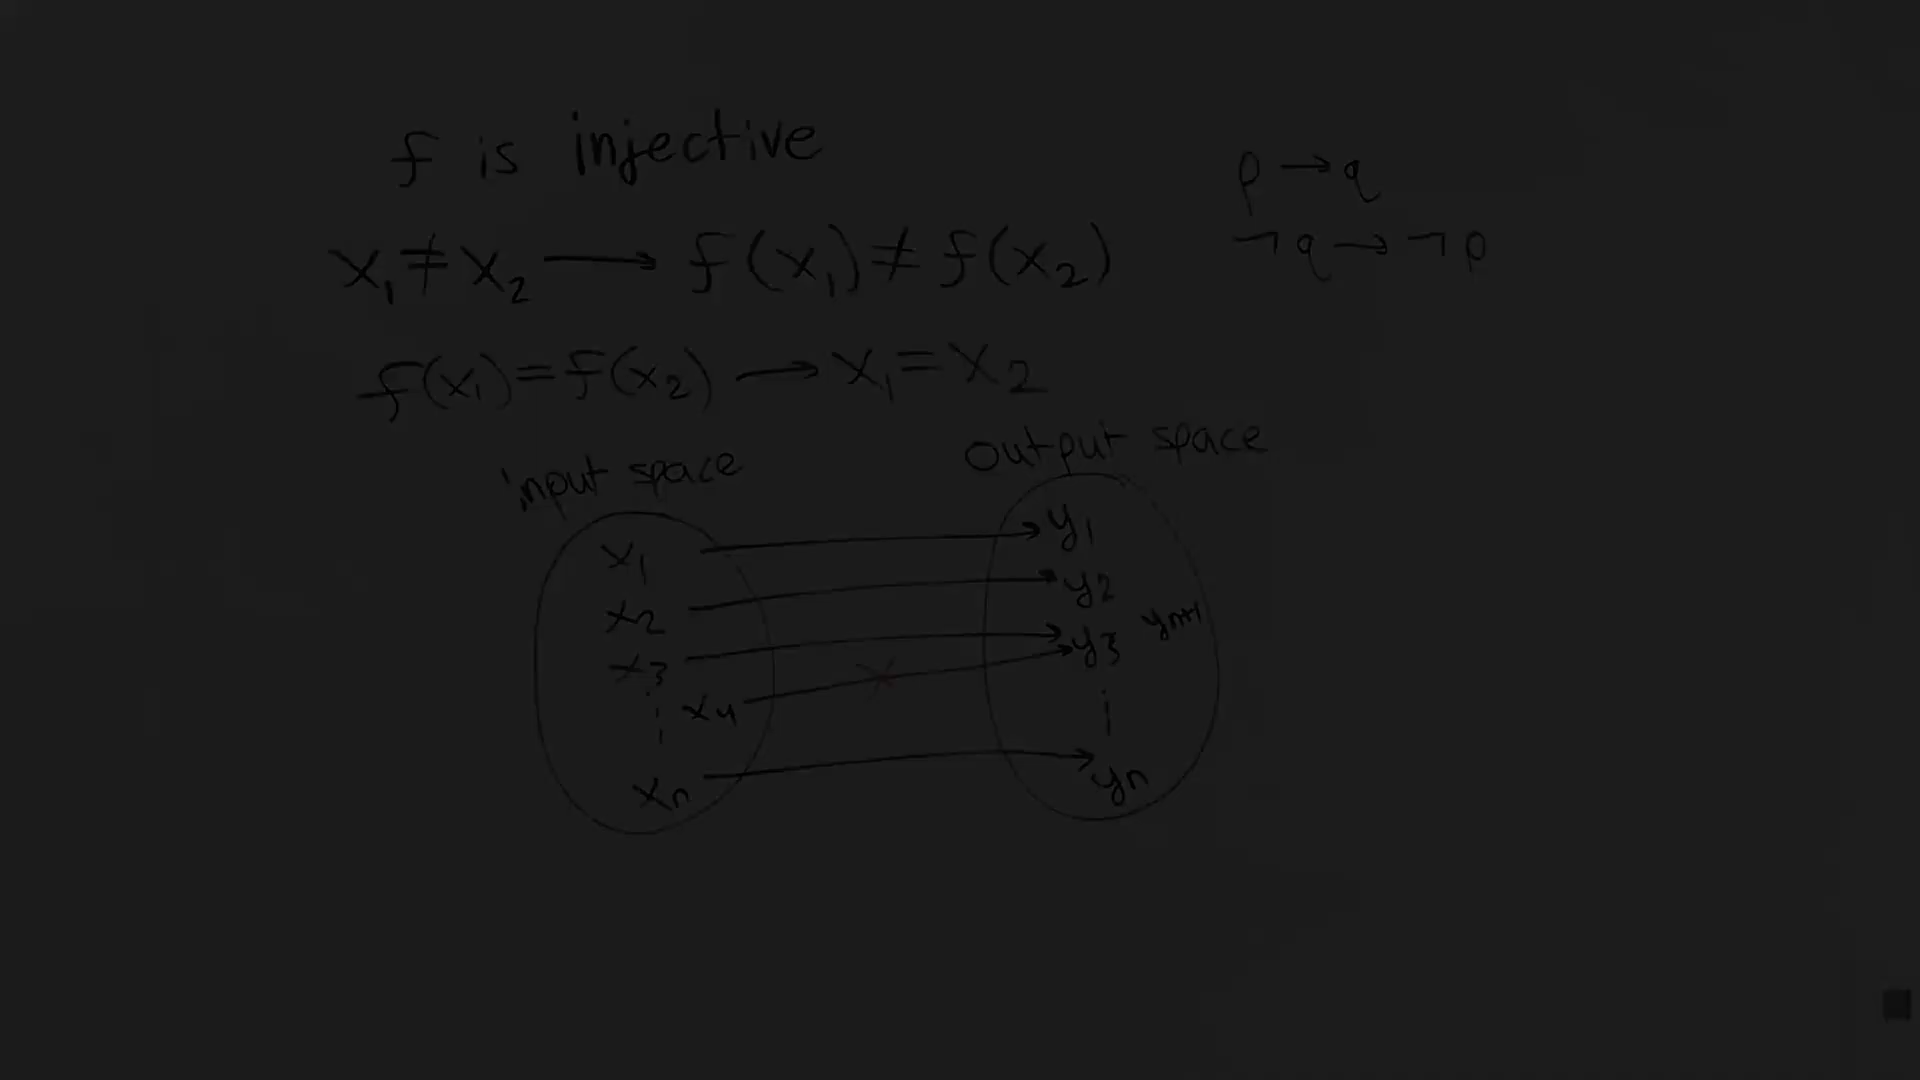 f is injective
p → q
x₁ ≠ x₂ ⟶ f(x₁) ≠ f(x₂)
¬q → ¬p
f(x₁) = f(x₂) ⟶ x₁ = x₂
input space
output space
x₁
y₁
x₂
y₂
yₙ₊₁
x₃
y₃
x₄
xₙ
yₙ